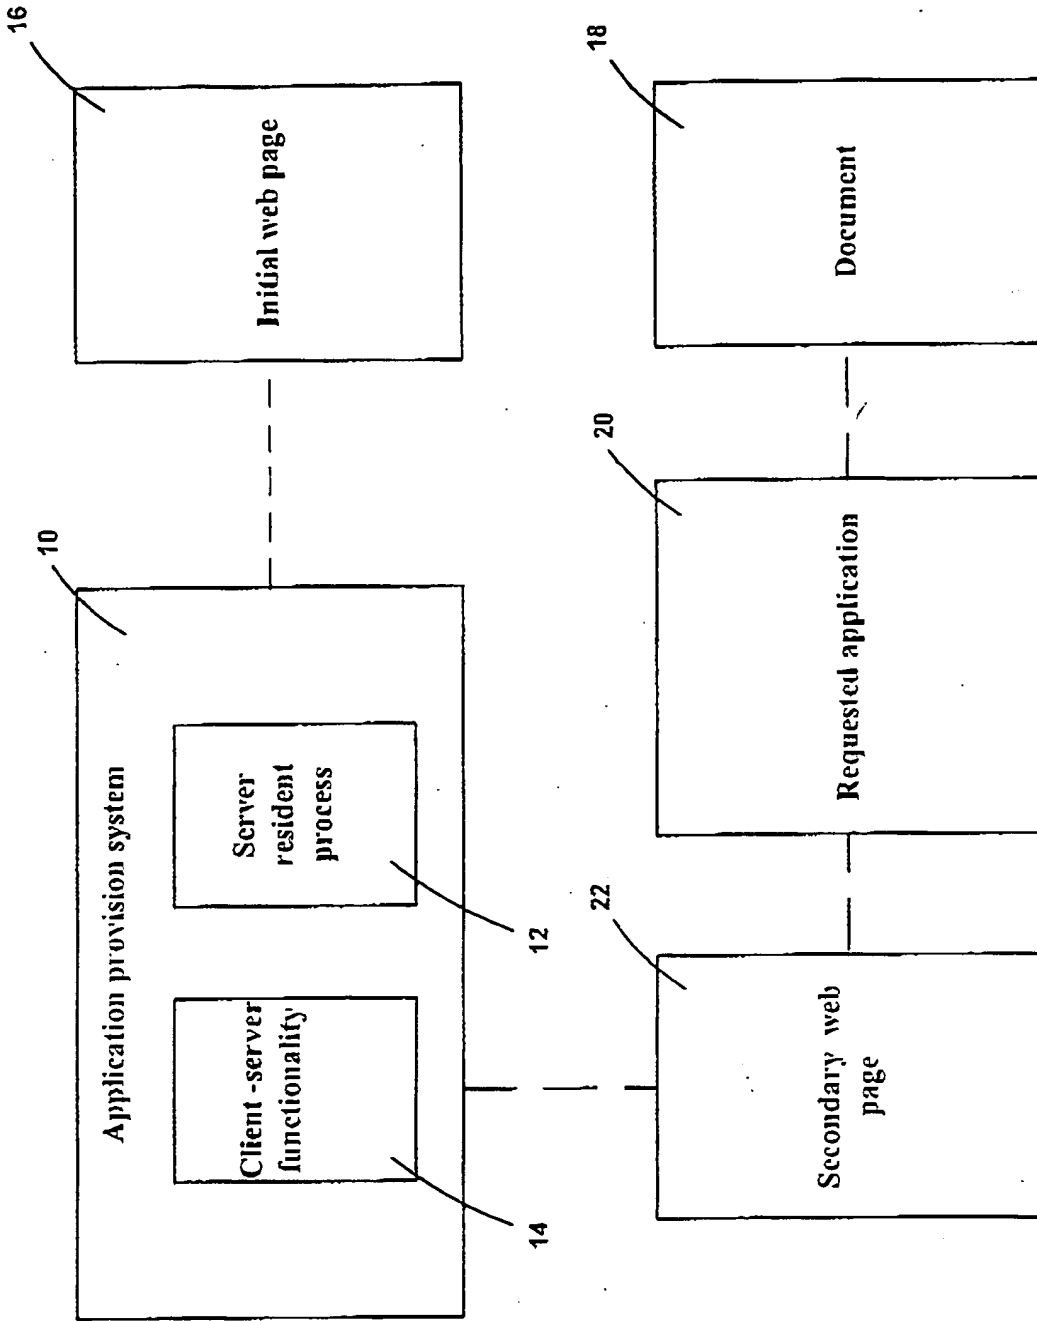 10
16
Application provision system
Client-server
functionality
Server
resident
process
Initial web page
14
12
22
20
18
Secondary web
page
Requested application
Document